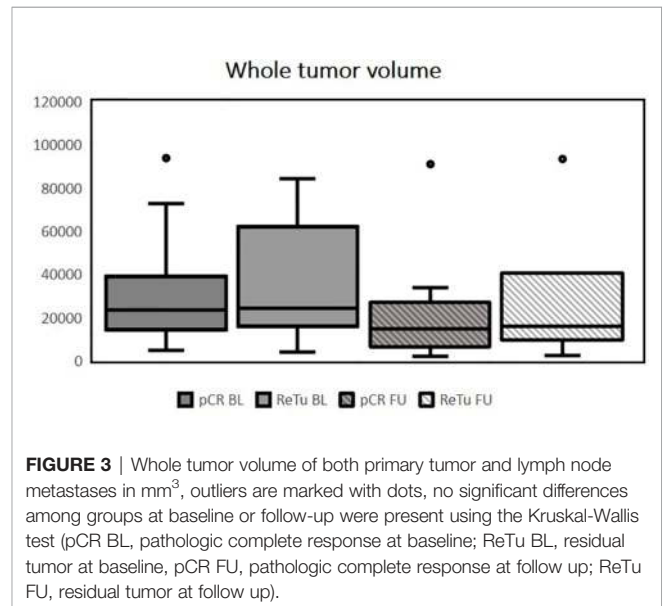 Whole tumor volume
120000
100000
80000
60000
40000
20000
0
pCR BL ReTu BL pCR FU ReTu FU
FIGURE 3 | Whole tumor volume of both primary tumor and lymph node
metastases in mm³, outliers are marked with dots, no significant differences
among groups at baseline or follow-up were present using the Kruskal-Wallis
test (pCR BL, pathologic complete response at baseline; ReTu BL, residual
tumor at baseline, pCR FU, pathologic complete response at follow up; ReTu
FU, residual tumor at follow up).